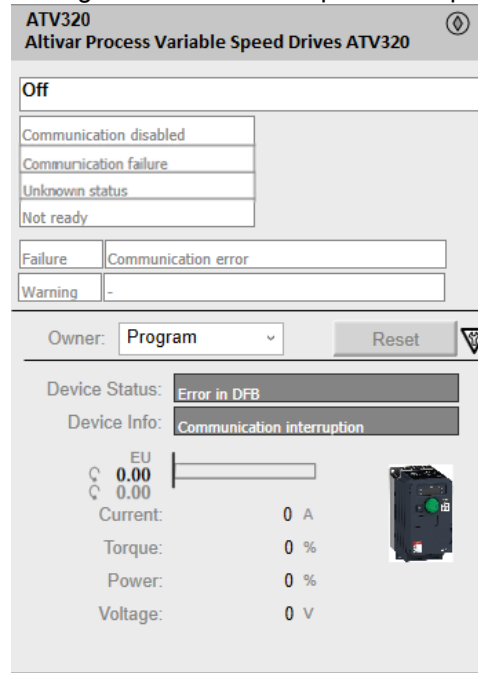 ATV320
Altivar Process Variable Speed Drives ATV320
Off
Communication disabled
Communication failure
Unknown status
Not ready
Failure Communication error
Warning -
Owner: Program Reset
Device Status: Error in DFB
Device Info: Communication interruption
EU
0.00
0.00
Current: 0 A
Torque: 0 %
Power: 0 %
Voltage: 0 V